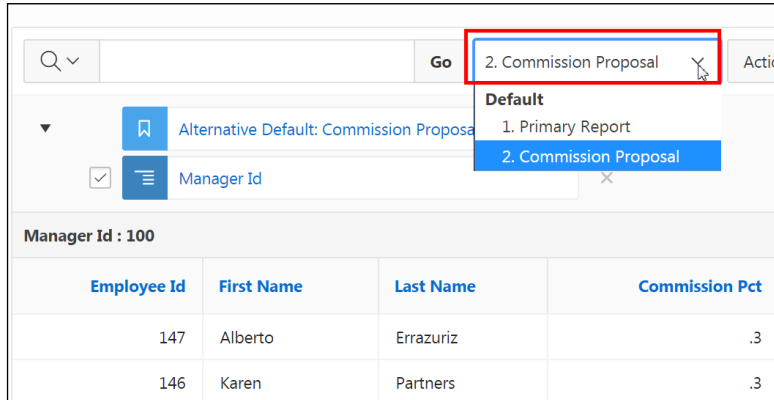 Go
2. Commission Proposal
Default
1. Primary Report
2. Commission Proposal
Alternative Default: Commission Proposa
Manager Id
Manager Id : 100
Employee Id First Name Last Name Commission Pct
147 Alberto Errazuriz .3
146 Karen Partners .3